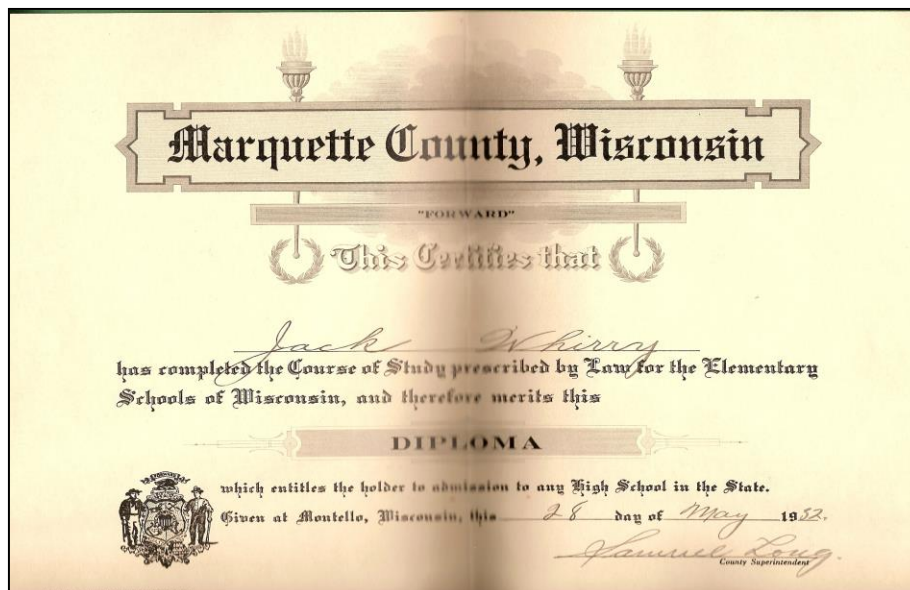 Marquette County, Wisconsin
"FORWARD"
This Certifies that
Jack Whirry
has completed the Course of Study prescribed by Law for the Elementary
Schools of Wisconsin, and therefore merits this
DIPLOMA
which entitles the holder to admission to any High School in the State.
Given at Montello, Wisconsin, this 28 day of May 1932.
Samuel Long.
County Superintendent